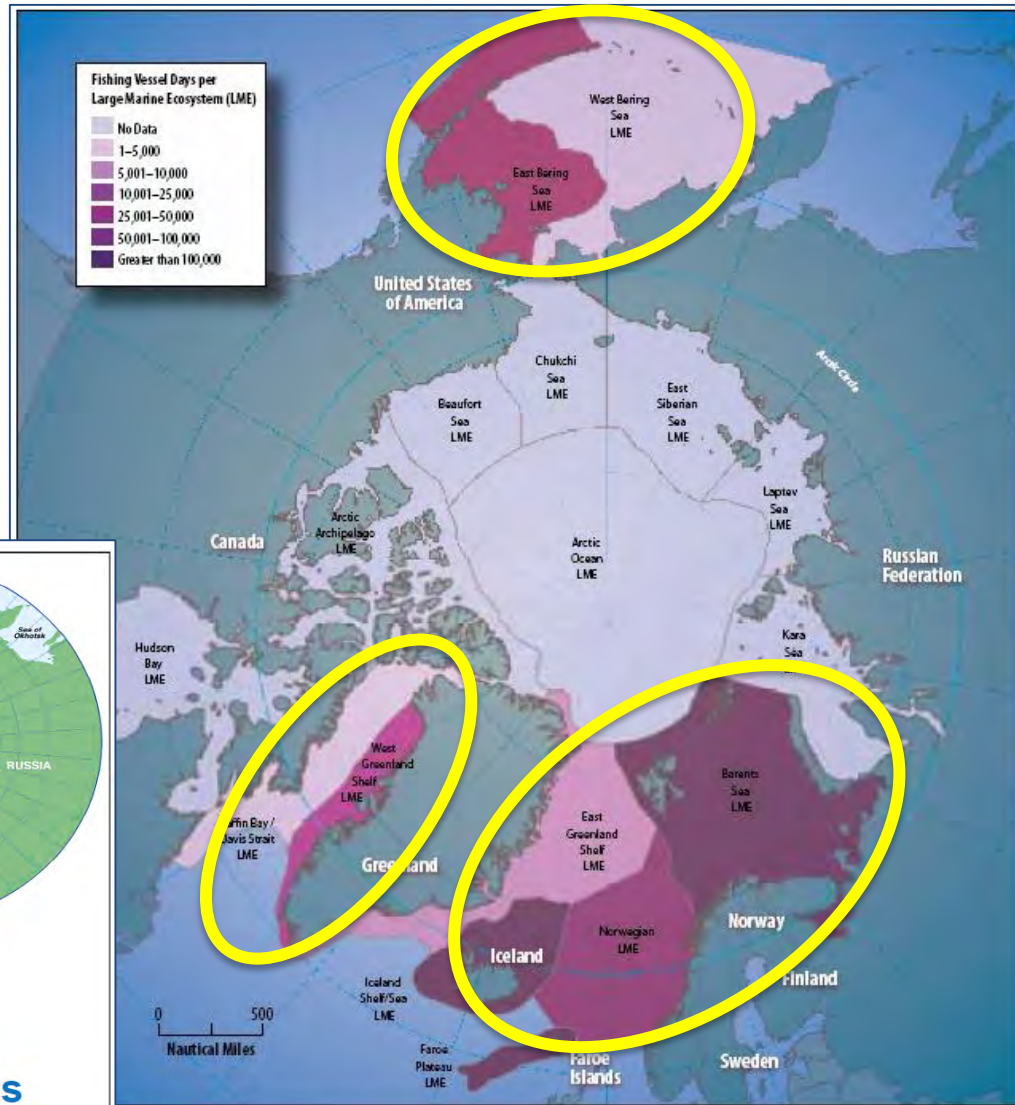 Fishing Vessel Days per
Large Marine Ecosystem (LME)
No Data
1–5,000
5,001–10,000
10,001–25,000
25,001–50,000
50,001–100,000
Greater than 100,000
West Bering
Sea
LME
East Bering
Sea
LME
United States
of America
Chukchi
Sea
LME
East
Siberian
Sea
LME
Arctic Circle
Beaufort
Sea
LME
Laptev
Sea
LME
Arctic
Archipelago
LME
Canada
Arctic
Ocean
LME
Russian
Federation
Sea of
Okhotsk
Hudson
Bay
LME
Kara
Sea
RUSSIA
West
Greenland
Shelf
LME
Barents
Sea
LME
East
Greenland
Shelf
LME
affin Bay /
Davis Strait
LME
Greenland
Norway
Norwegian
LME
Iceland
Finland
Iceland
Shelf/Sea
LME
0 500
Nautical Miles
Faroe
Plateau
LME
Faroe
Islands
Sweden
s